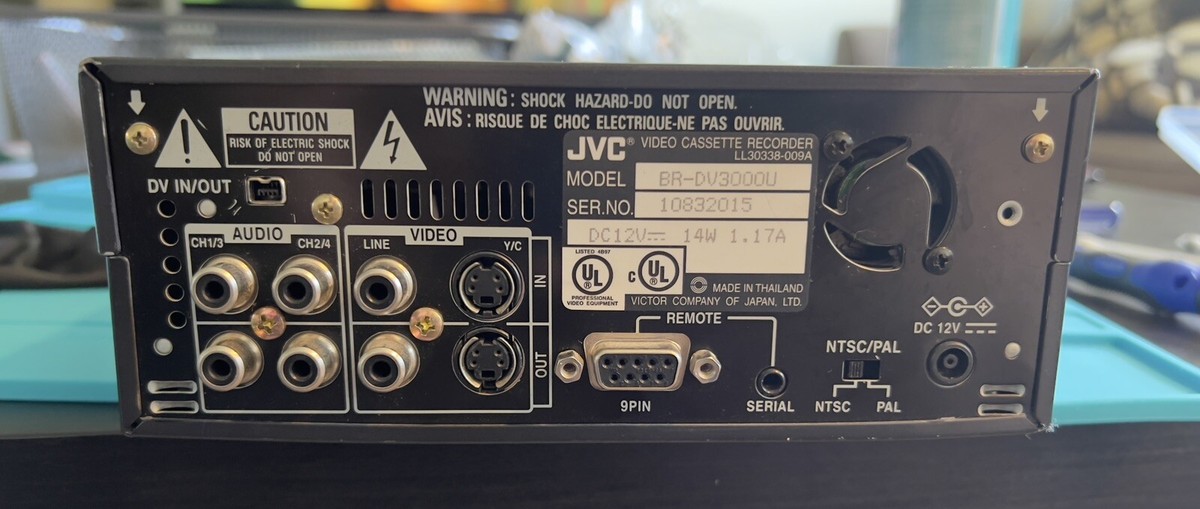 WARNING: SHOCK HAZARD-DO NOT OPEN.
AVIS : RISQUE DE CHOC ELECTRIQUE-NE PAS OUVRIR.
CAUTION
RISK OF ELECTRIC SHOCK
DO NOT OPEN
JVC® VIDEO CASSETTE RECORDER
LL30338-009A
MODEL BR-DV3000U
SER.NO. 10832015
DC12V⎓ 14W 1.17A
LISTED 4B97
UL®
PROFESSIONAL
VIDEO EQUIPMENT
C UL®
MADE IN THAILAND
VICTOR COMPANY OF JAPAN, LTD.
DV IN/OUT
AUDIO
CH1/3 CH2/4
VIDEO
LINE Y/C
IN
OUT
REMOTE
9PIN
SERIAL
NTSC/PAL
NTSC PAL
DC 12V ⎓